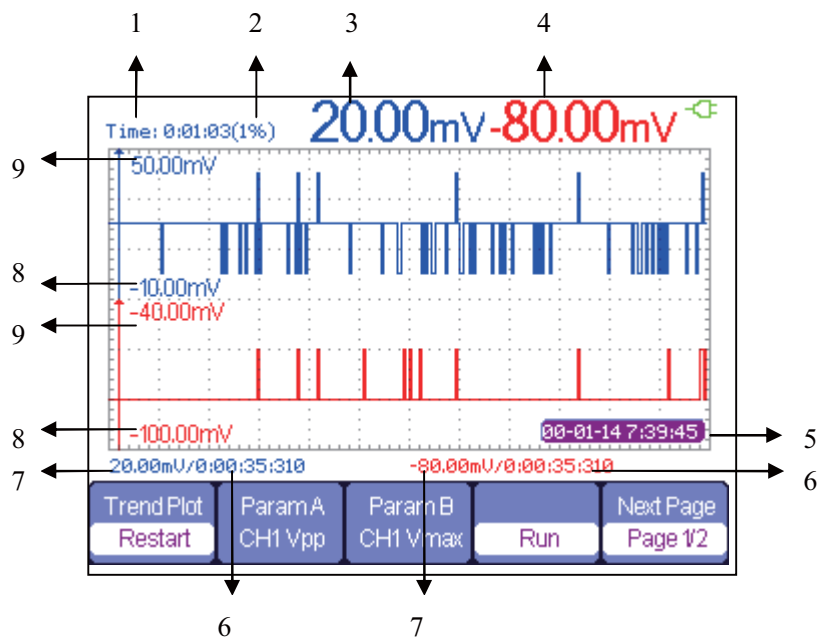 1 2 3 4
Time: 0:01:03(1%) 20.00mV -80.00mV
9 50.00mV
8 -10.00mV
9 -40.00mV
8 -100.00mV 00-01-14 7:39:45 5
7 20.00mV/0:00:35:310 -80.00mV/0:00:35:310 6
Trend Plot Param A Param B Next Page
Restart CH1 Vpp CH1 Vmax Run Page 1/2
6 7